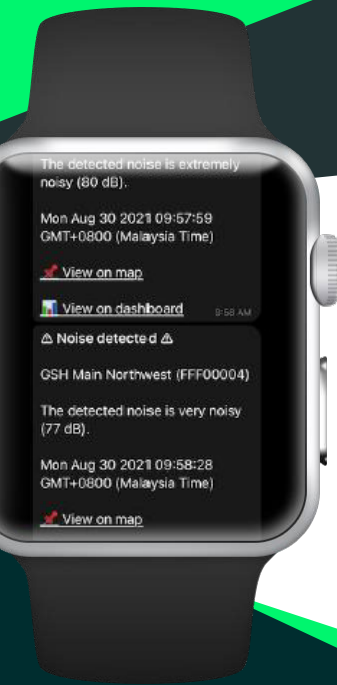 The detected noise is extremely
noisy (80 dB).
Mon Aug 30 2021 09:57:59
GMT+0800 (Malaysia Time)
📌 View on map
📊 View on dashboard
9:58 AM
⚠ Noise detected ⚠
GSH Main Northwest (FFF00004)
The detected noise is very noisy
(77 dB).
Mon Aug 30 2021 09:58:28
GMT+0800 (Malaysia Time)
📌 View on map